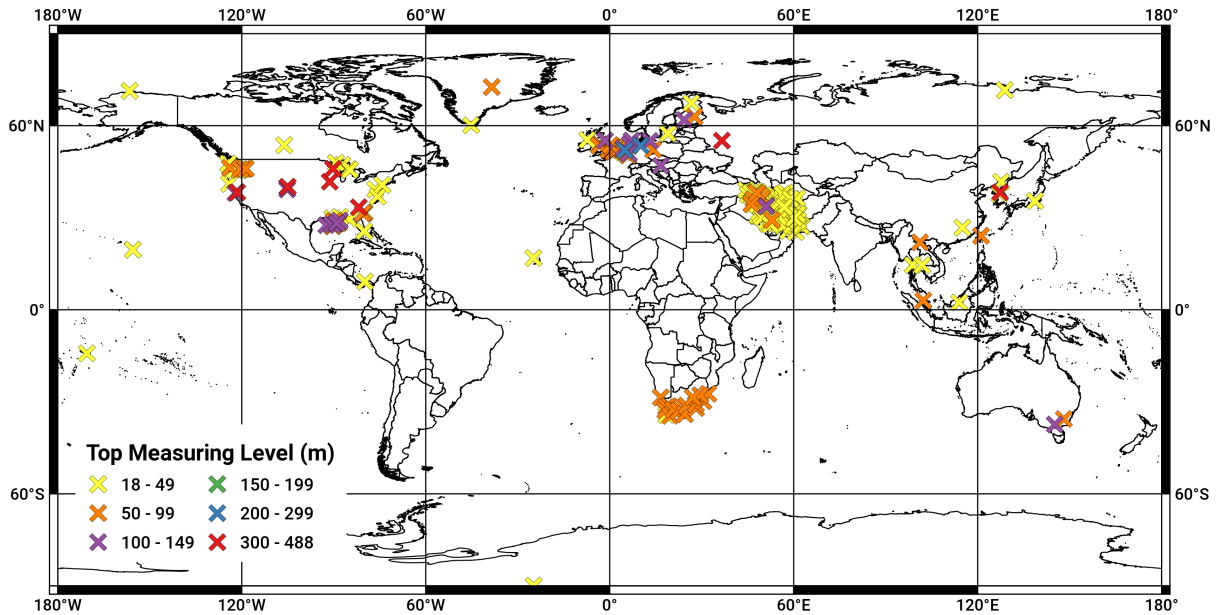 180°W 120°W 60°W 0° 60°E 120°E 180°
60°N 60°N
0° 0°
Top Measuring Level (m)
18 - 49 150 - 199
60°S 60°S
50 - 99 200 - 299
100 - 149 300 - 488
180°W 120°W 60°W 0° 60°E 120°E 180°